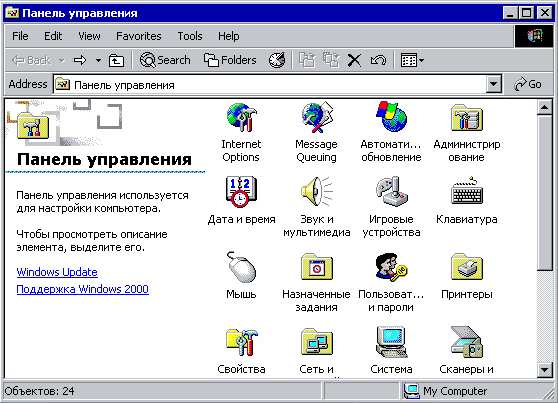 Панель управления
File Edit View Favorites Tools Help
Back Search Folders
Address Панель управления Go
Панель управления
Панель управления используется
для настройки компьютера.
Чтобы просмотреть описание
элемента, выделите его.
Windows Update
Поддержка Windows 2000
Internet
Options
Message
Queuing
Автомати...
обновление
Администрир
ование
Дата и время
Звук и
мультимедиа
Игровые
устройства
Клавиатура
Мышь
Назначенные
задания
Пользоват...
и пароли
Принтеры
Свойства
Сеть и
Система
Сканеры и
Объектов: 24
My Computer